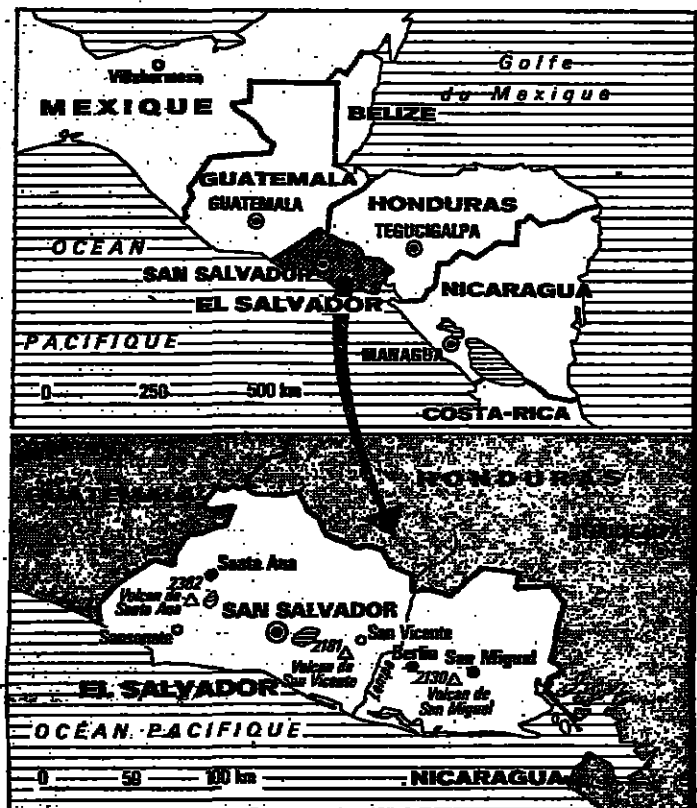 Golfe
Villahermosa
du Mexique
MEXIQUE
BELIZE
GUATEMALA
GUATEMALA
HONDURAS
TEGUCIGALPA
OCÉAN
SAN SALVADOR
NICARAGUA
EL SALVADOR
PACIFIQUE
MANAGUA
0 250 500 km
COSTA-RICA
HONDURAS
GUATEMALA
Santa Ana
2382
Volcan de
Santa Ana
SAN SALVADOR
Sonsonate
2181
San Vicente
Volcan de
San Vicente
Berlin
San Miguel
Lempa
2130
Volcan de
San Miguel
EL SALVADOR
OCÉAN PACIFIQUE
0 50 100 km
NICARAGUA